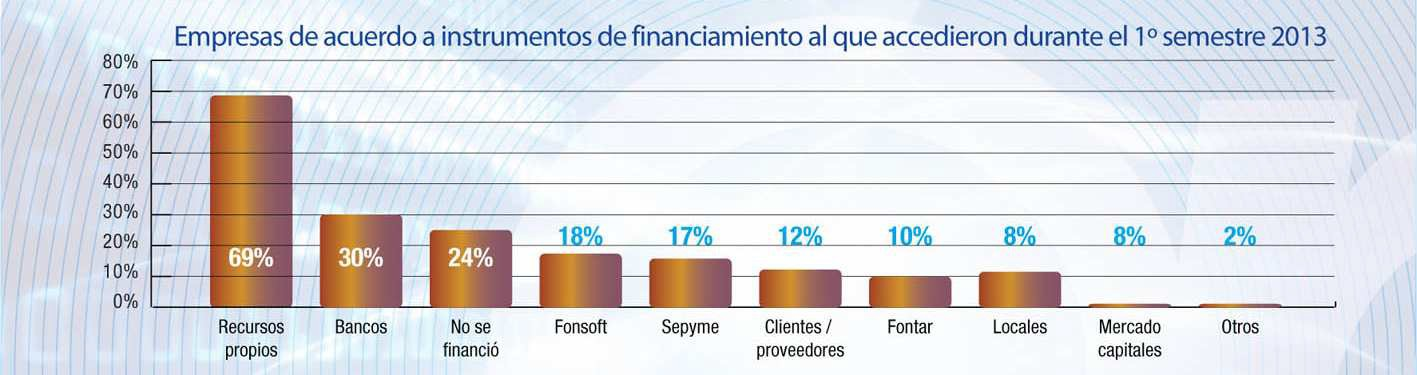 Empresas de acuerdo a instrumentos de financiamiento al que accedieron durante el 1º semestre 2013
80%
70%
60%
50%
40%
30%
20%
10%
0%
69%
30%
24%
18%
17%
12%
10%
8%
8%
2%
Recursos
propios
Bancos
No se
financió
Fonsoft
Sepyme
Clientes /
proveedores
Fontar
Locales
Mercado
capitales
Otros